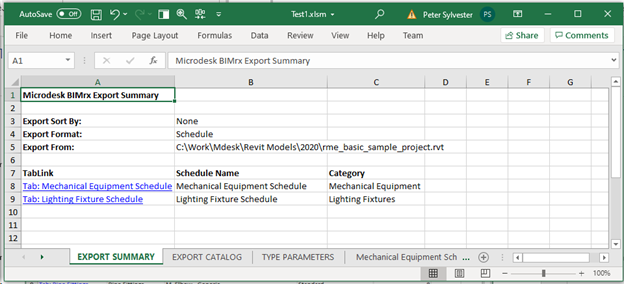 AutoSave Off Test1.xlsm Peter Sylvester PS
File Home Insert Page Layout Formulas Data Review View Help Share Comments
A1 fx Microdesk BIMrx Export Summary
A B C D E F G
1 Microdesk BIMrx Export Summary
2
3 Export Sort By: None
4 Export Format: Schedule
5 Export From: C:\Work\Mdesk\Revit Models\2020\rme_basic_sample_project.rvt
6
7 TabLink Schedule Name Category
8 Tab: Mechanical Equipment Schedule Mechanical Equipment Schedule Mechanical Equipment
9 Tab: Lighting Fixture Schedule Lighting Fixture Schedule Lighting Fixtures
10
11
12
EXPORT SUMMARY EXPORT CATALOG TYPE PARAMETERS Mechanical Equipment Sch ...
100%